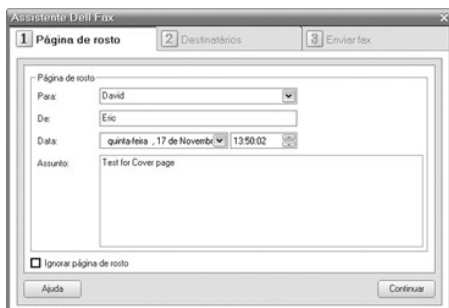 Assistente Dell Fax
1 Página de rosto 2 Destinatários 3 Enviar fax
Página de rosto
Para: David
De: Eric
Data: quinta-feira , 17 de Novembr 13:50:02
Assunto: Test for Cover page
Ignorar página de rosto
Ajuda Continuar